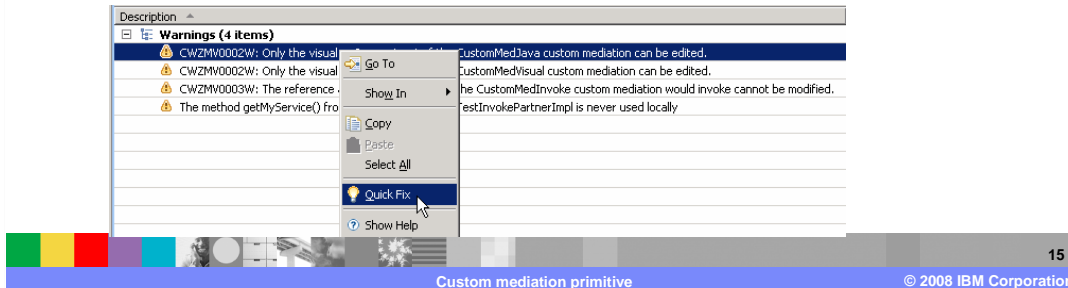 Description
Warnings (4 items)
CWZMV0002W: Only the visual CustomMedJava custom mediation can be edited.
CWZMV0002W: Only the visual CustomMedVisual custom mediation can be edited.
CWZMV0003W: The reference he CustomMedInvoke custom mediation would invoke cannot be modified.
The method getMyService() fro TestInvokePartnerImpl is never used locally
Go To
Show In
Copy
Paste
Select All
Quick Fix
Show Help
15
Custom mediation primitive
© 2008 IBM Corporation